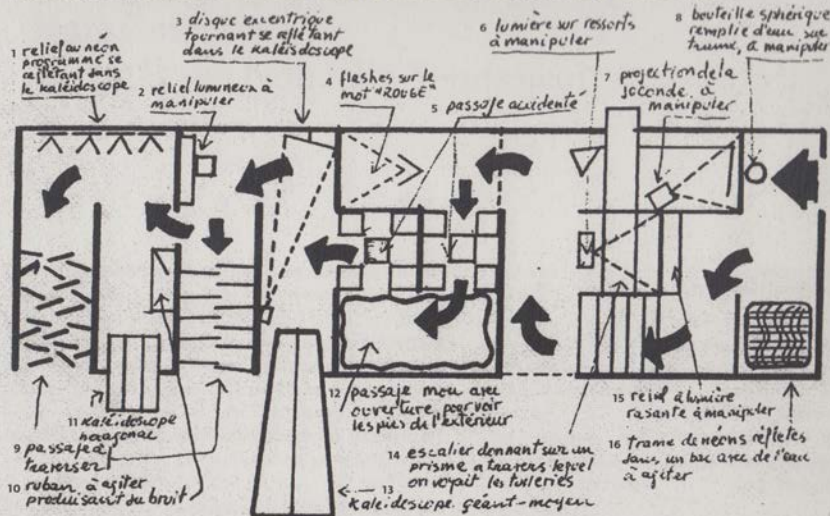 1 relief au néon
programmé se
reflétant dans
le kaléidoscope
2 relief lumineux à
manipuler
3 disque excentrique
tournant se reflétant
dans le kaléidoscope
4 flashes sur le
mot "ROUGE"
5 passage accidenté
6 lumière sur ressorts
à manipuler
7 projection de la
Joconde à
manipuler
8 bouteille sphérique
remplie d'eau sur
trame, à manipuler
9 passage à
traverser
10 ruban à agiter
produisant du bruit
11 Kaléidoscope
hexagonal
12 passage mou avec
ouverture pour voir
les pieds de l'extérieur
13
Kaléidoscope géant-moyen
14 escalier donnant sur un
prisme à travers lequel
on voyait les tuileries
15 relief à lumière
rasante à manipuler
16 trame de néons reflétés
dans un bac avec de l'eau
à agiter